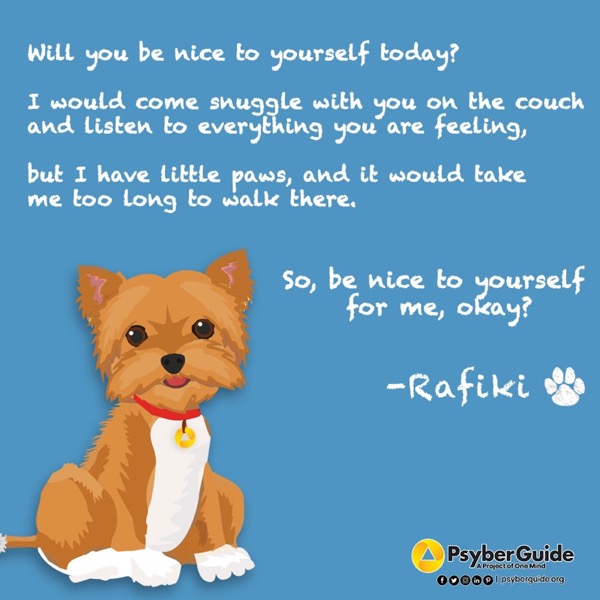 Will you be nice to yourself today?
I would come snuggle with you on the couch
and listen to everything you are feeling,
but I have little paws, and it would take
me too long to walk there.
So, be nice to yourself
for me, okay?
-Rafiki
PsyberGuide
A Project of One Mind
| psyberguide.org